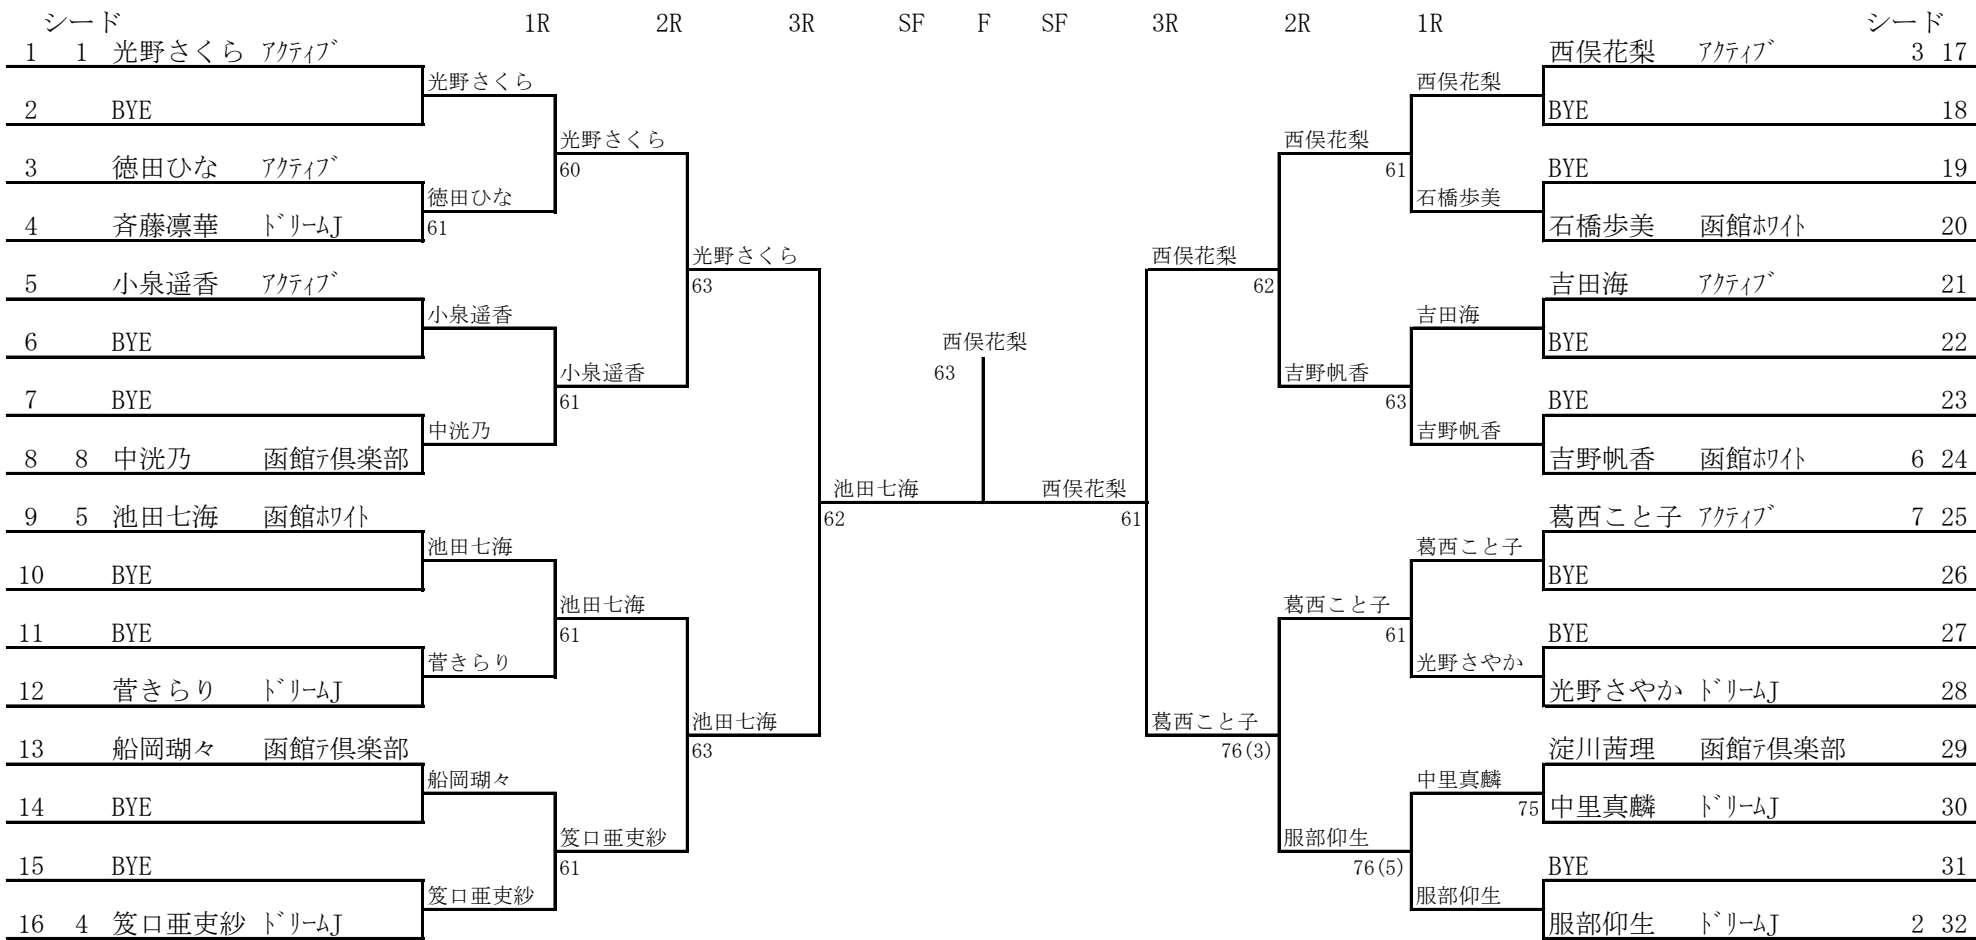 シード 1R 2R 3R SF F SF 3R 2R 1R シード
1 1 光野さくら ｱｸﾃｨﾌﾞ
2 BYE
3 徳田ひな ｱｸﾃｨﾌﾞ
4 斉藤凛華 ﾄﾞﾘｰﾑJ
5 小泉遥香 ｱｸﾃｨﾌﾞ
6 BYE
7 BYE
8 8 中洸乃 函館ﾃ倶楽部
9 5 池田七海 函館ﾎﾜｲﾄ
10 BYE
11 BYE
12 菅きらり ﾄﾞﾘｰﾑJ
13 船岡瑚々 函館ﾃ倶楽部
14 BYE
15 BYE
16 4 笈口亜吏紗 ﾄﾞﾘｰﾑJ
光野さくら
徳田ひな
61
小泉遥香
中洸乃
池田七海
菅きらり
船岡瑚々
笈口亜吏紗
光野さくら
60
小泉遥香
61
池田七海
61
笈口亜吏紗
61
光野さくら
63
池田七海
63
池田七海
62
西俣花梨
63
西俣花梨
61
西俣花梨
62
葛西こと子
76(3)
西俣花梨
61
吉野帆香
63
葛西こと子
61
服部仰生
76(5)
西俣花梨
石橋歩美
吉田海
吉野帆香
葛西こと子
光野さやか
中里真麟
75
服部仰生
西俣花梨 ｱｸﾃｨﾌﾞ 3 17
BYE 18
BYE 19
石橋歩美 函館ﾎﾜｲﾄ 20
吉田海 ｱｸﾃｨﾌﾞ 21
BYE 22
BYE 23
吉野帆香 函館ﾎﾜｲﾄ 6 24
葛西こと子 ｱｸﾃｨﾌﾞ 7 25
BYE 26
BYE 27
光野さやか ﾄﾞﾘｰﾑJ 28
淀川茜理 函館ﾃ倶楽部 29
中里真麟 ﾄﾞﾘｰﾑJ 30
BYE 31
服部仰生 ﾄﾞﾘｰﾑJ 2 32